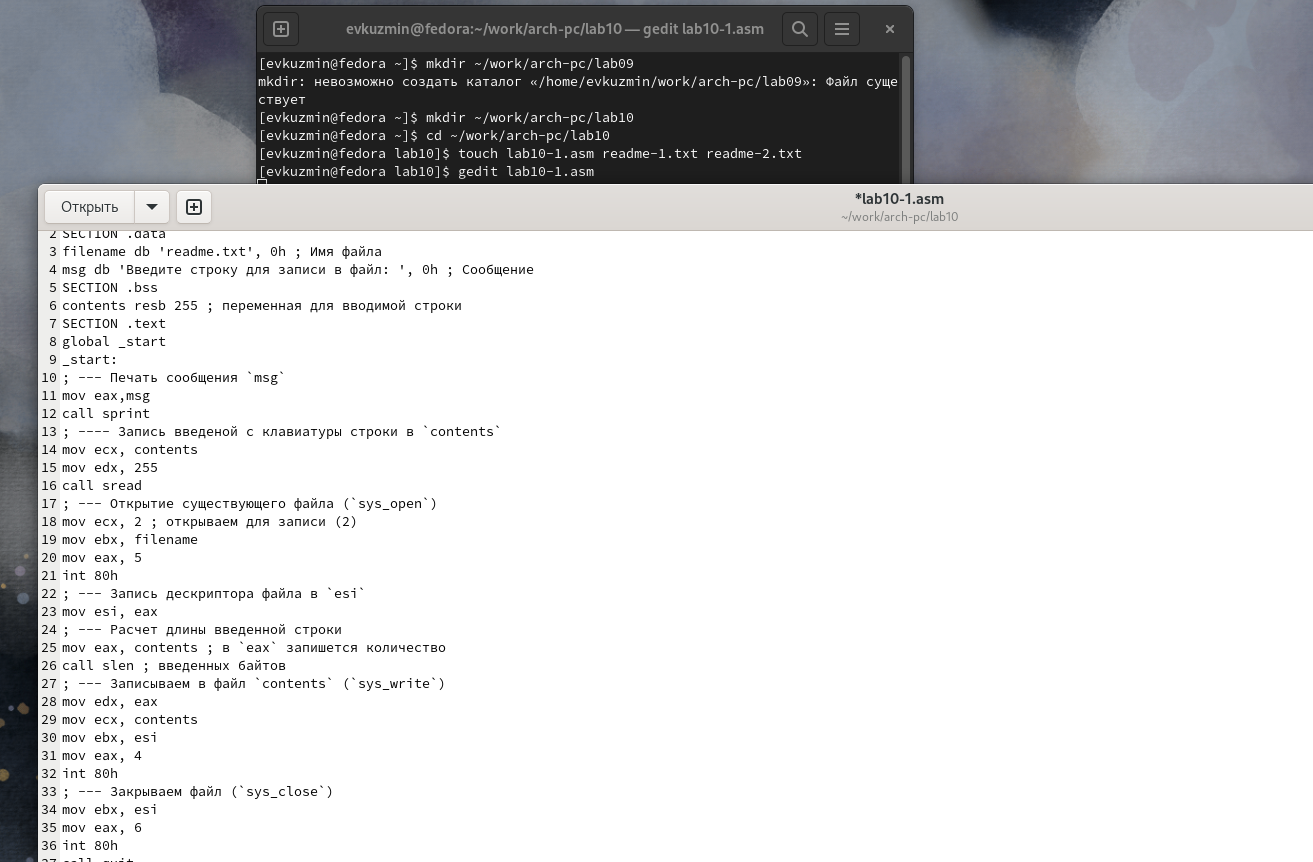 evkuzmin@fedora:~/work/arch-pc/lab10 — gedit lab10-1.asm
[evkuzmin@fedora ~]$ mkdir ~/work/arch-pc/lab09
mkdir: невозможно создать каталог «/home/evkuzmin/work/arch-pc/lab09»: Файл суще
ствует
[evkuzmin@fedora ~]$ mkdir ~/work/arch-pc/lab10
[evkuzmin@fedora ~]$ cd ~/work/arch-pc/lab10
[evkuzmin@fedora lab10]$ touch lab10-1.asm readme-1.txt readme-2.txt
[evkuzmin@fedora lab10]$ gedit lab10-1.asm
Открыть
*lab10-1.asm
~/work/arch-pc/lab10
2 SECTION .data
3 filename db 'readme.txt', 0h ; Имя файла
4 msg db 'Введите строку для записи в файл: ', 0h ; Сообщение
5 SECTION .bss
6 contents resb 255 ; переменная для вводимой строки
7 SECTION .text
8 global _start
9 _start:
10 ; --- Печать сообщения `msg`
11 mov eax,msg
12 call sprint
13 ; ---- Запись введеной с клавиатуры строки в `contents`
14 mov ecx, contents
15 mov edx, 255
16 call sread
17 ; --- Открытие существующего файла (`sys_open`)
18 mov ecx, 2 ; открываем для записи (2)
19 mov ebx, filename
20 mov eax, 5
21 int 80h
22 ; --- Запись дескриптора файла в `esi`
23 mov esi, eax
24 ; --- Расчет длины введенной строки
25 mov eax, contents ; в `eax` запишется количество
26 call slen ; введенных байтов
27 ; --- Записываем в файл `contents` (`sys_write`)
28 mov edx, eax
29 mov ecx, contents
30 mov ebx, esi
31 mov eax, 4
32 int 80h
33 ; --- Закрываем файл (`sys_close`)
34 mov ebx, esi
35 mov eax, 6
36 int 80h
37 call quit